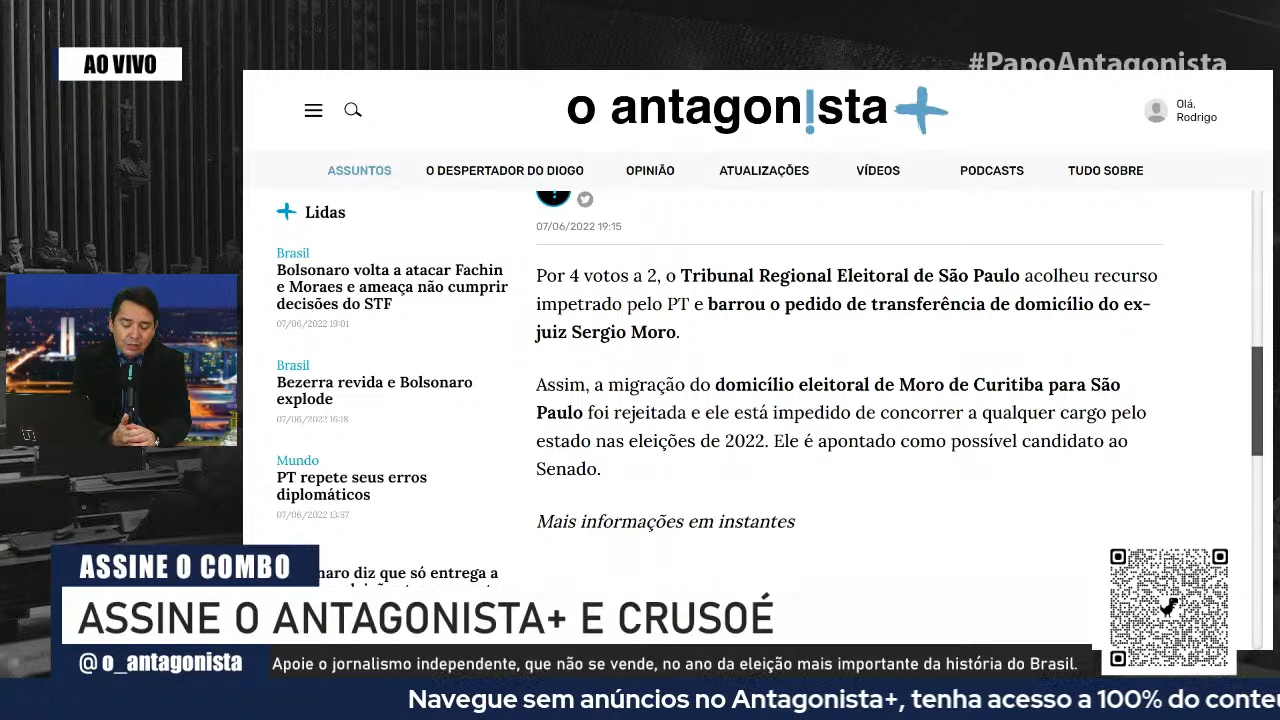 AO VIVO
#PapoAntagonista
o antagonista+
Olá,
Rodrigo
ASSUNTOS
O DESPERTADOR DO DIOGO
OPINIÃO
ATUALIZAÇÕES
VÍDEOS
PODCASTS
TUDO SOBRE
+ Lidas
Brasil
Bolsonaro volta a atacar Fachin
e Moraes e ameaça não cumprir
decisões do STF
07/06/2022 19:01
Brasil
Bezerra revida e Bolsonaro
explode
07/06/2022 16:18
Mundo
PT repete seus erros
diplomáticos
07/06/2022 13:57
naro diz que só entrega a
07/06/2022 19:15
Por 4 votos a 2, o Tribunal Regional Eleitoral de São Paulo acolheu recurso
impetrado pelo PT e barrou o pedido de transferência de domicílio do ex-
juiz Sergio Moro.
Assim, a migração do domicílio eleitoral de Moro de Curitiba para São
Paulo foi rejeitada e ele está impedido de concorrer a qualquer cargo pelo
estado nas eleições de 2022. Ele é apontado como possível candidato ao
Senado.
Mais informações em instantes
ASSINE O COMBO
ASSINE O ANTAGONISTA+ E CRUSOÉ
@o_antagonista
Apoie o jornalismo independente, que não se vende, no ano da eleição mais importante da história do Brasil.
Navegue sem anúncios no Antagonista+, tenha acesso a 100% do conteú